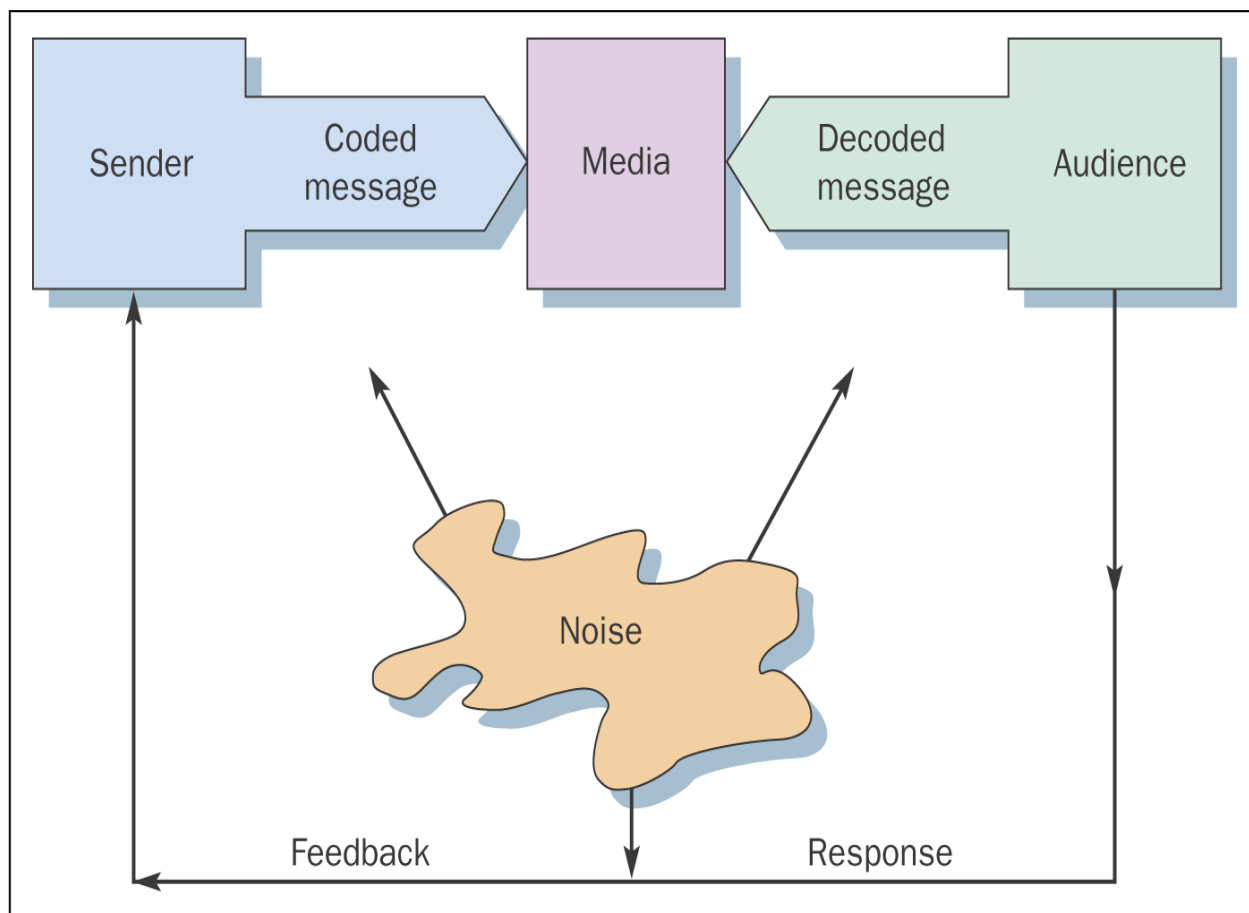 Sender
Coded
message
Media
Decoded
message
Audience
Noise
Feedback
Response